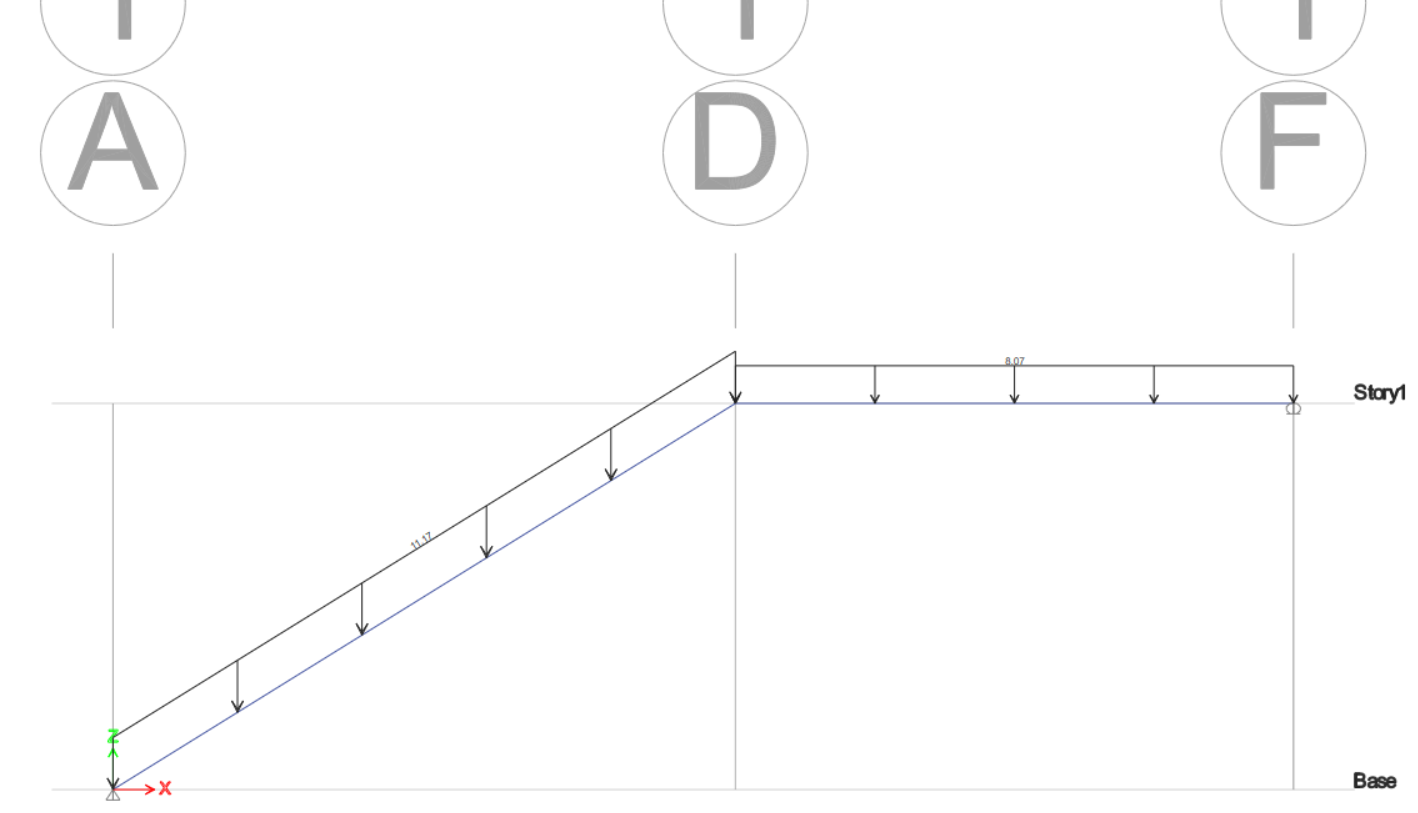 A D F
8.07
Story1
11.17
Z
X
Base